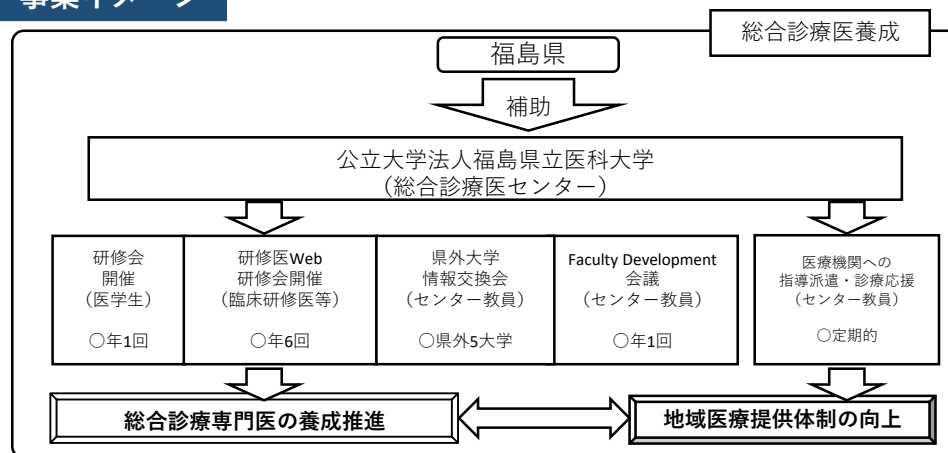 事業イメージ
総合診療医養成
福島県
補助
公立大学法人福島県立医科大学
（総合診療医センター）
研修会
開催
（医学生）
○年1回
研修医Web
研修会開催
（臨床研修医等）
○年6回
県外大学
情報交換会
（センター教員）
○県外5大学
Faculty Development
会議
（センター教員）
○年1回
医療機関への
指導派遣・診療応援
（センター教員）
○定期的
総合診療専門医の養成推進
地域医療提供体制の向上